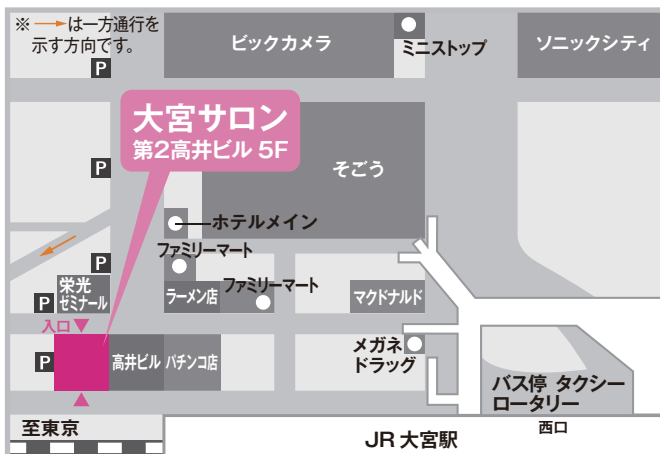 ※→は一方通行を
示す方向です。
ビックカメラ
ミニストップ
ソニックシティ
P
大宮サロン
第2高井ビル 5F
P
そごう
ホテルメイン
ファミリーマート
P
栄光
ゼミナール
P
ラーメン店
ファミリーマート
マクドナルド
入口
P
高井ビル
パチンコ店
メガネ
ドラッグ
バス停 タクシー
ロータリー
西口
至東京
JR 大宮駅